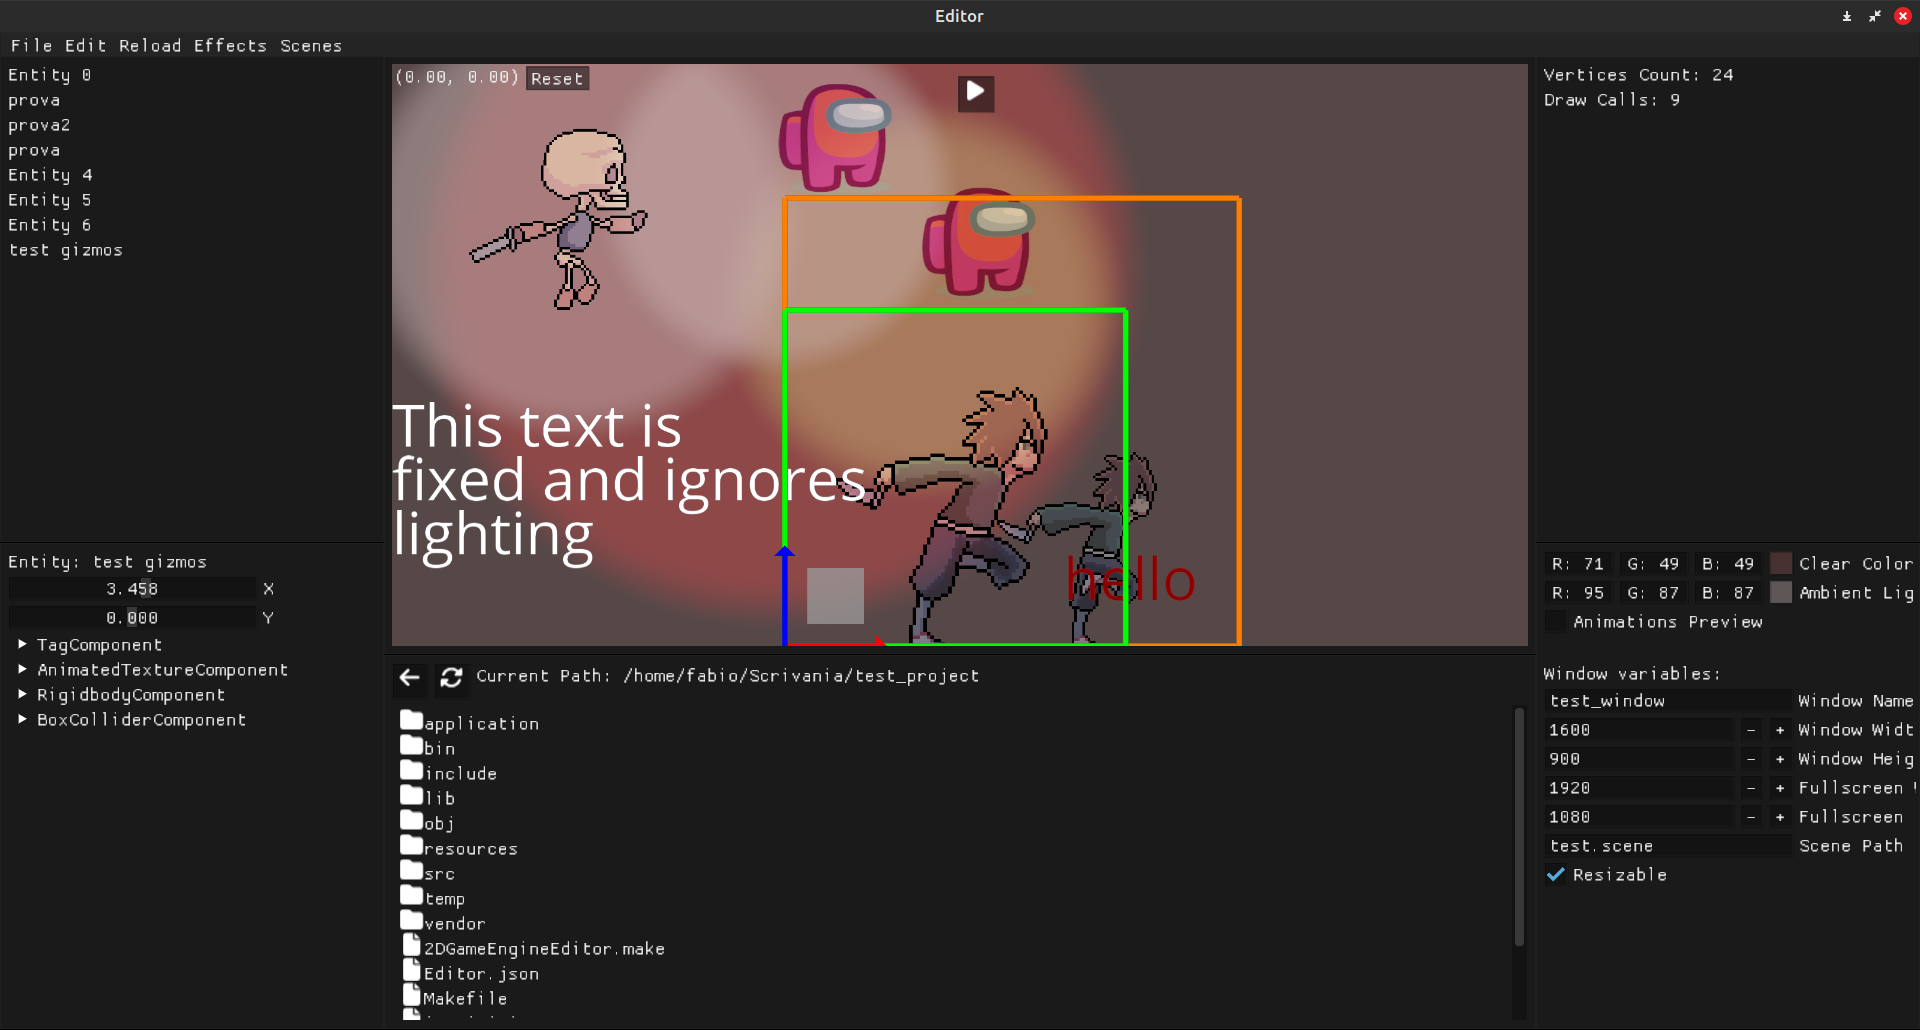 Editor
File Edit Reload Effects Scenes
Entity 0
prova
prova2
prova
Entity 4
Entity 5
Entity 6
test gizmos
(0.00, 0.00) Reset
This text is
fixed and ignores
lighting
hello
Vertices Count: 24
Draw Calls: 9
Entity: test gizmos
3.458 X
0.000 Y
TagComponent
AnimatedTextureComponent
RigidbodyComponent
BoxColliderComponent
Current Path: /home/fabio/Scrivania/test_project
application
bin
include
lib
obj
resources
src
temp
vendor
2DGameEngineEditor.make
Editor.json
Makefile
R: 71 G: 49 B: 49 Clear Color
R: 95 G: 87 B: 87 Ambient Lig
Animations Preview
Window variables:
test_window Window Name
1600 - + Window Widt
900 - + Window Heig
1920 - + Fullscreen
1080 - + Fullscreen
test.scene Scene Path
Resizable